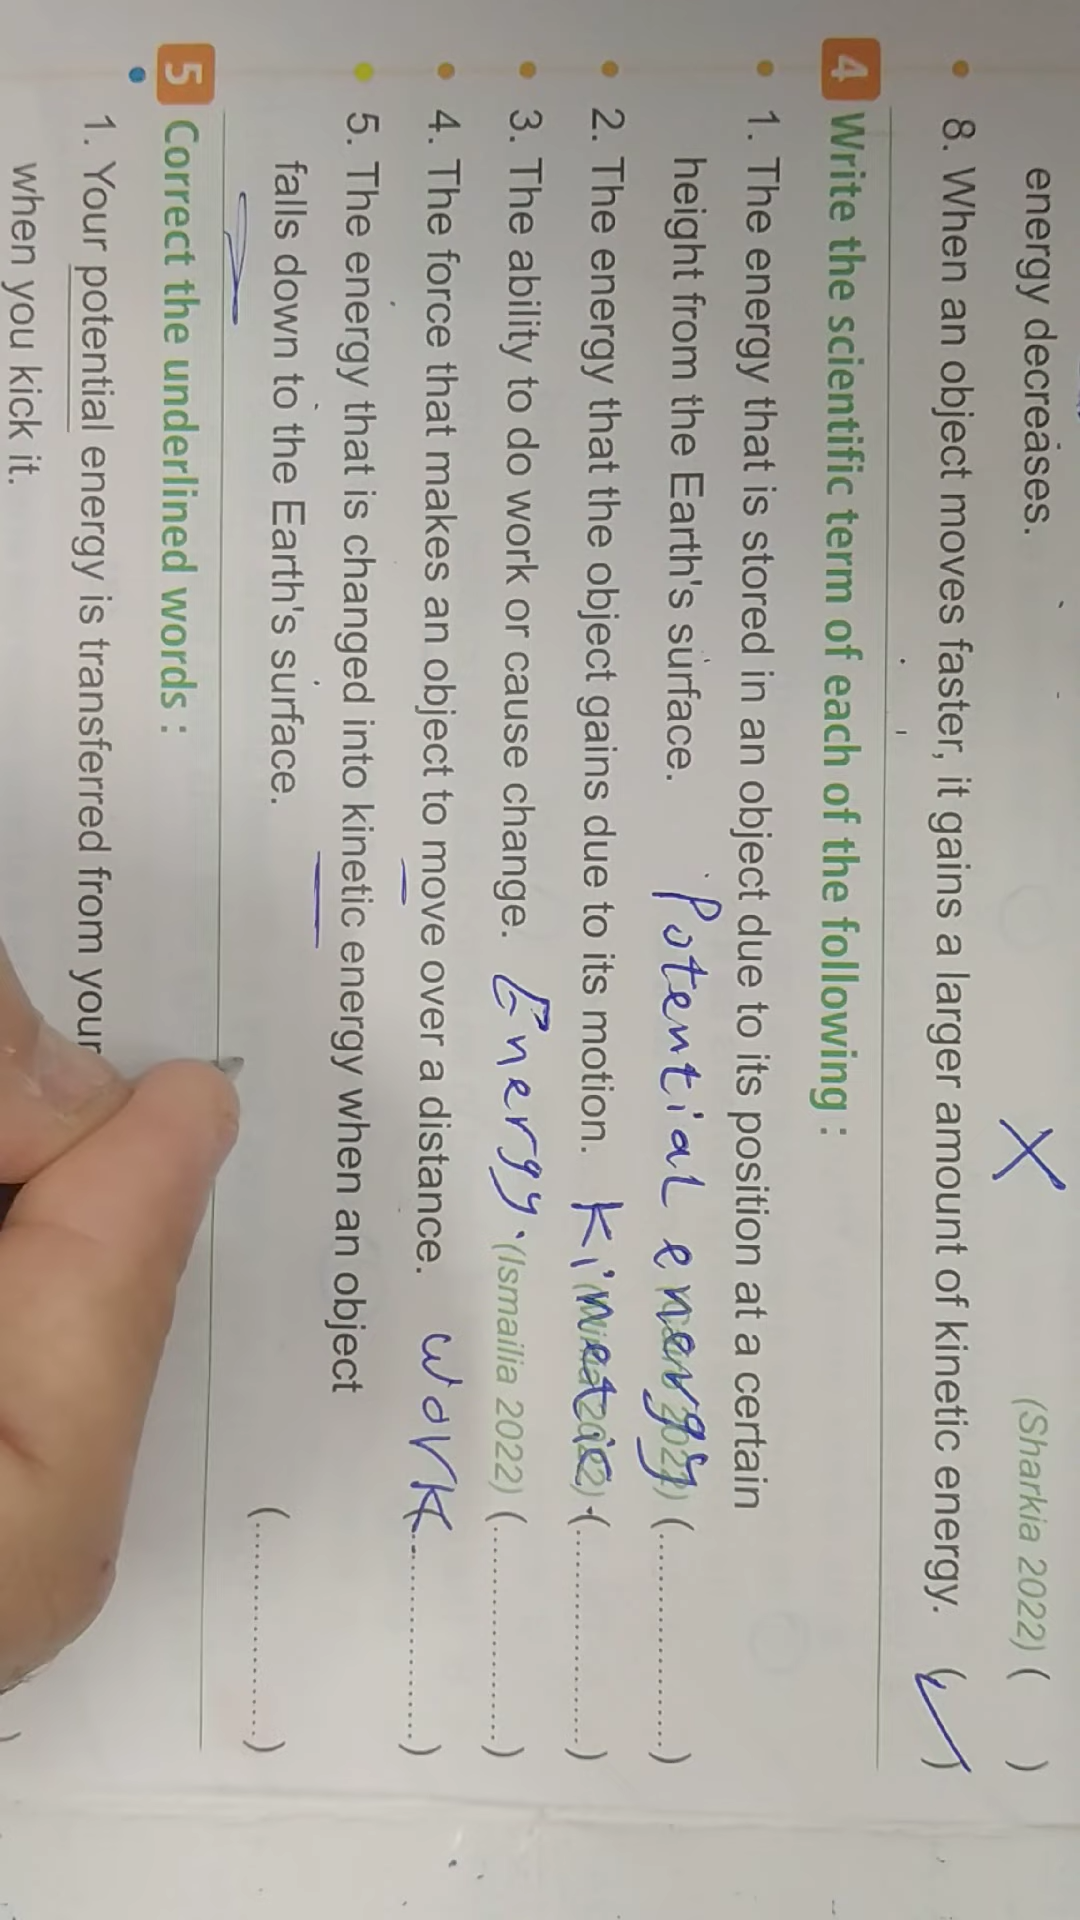 energy decreases. X (Sharkia 2022) ( )
8. When an object moves faster, it gains a larger amount of kinetic energy. (✓)
4 Write the scientific term of each of the following :
1. The energy that is stored in an object due to its position at a certain
height from the Earth's surface. Potential energy (..............)
2. The energy that the object gains due to its motion. Kinetic (..............)
3. The ability to do work or cause change. Energy. (Ismailia 2022) (..............)
4. The force that makes an object to move over a distance. work (..............)
5. The energy that is changed into kinetic energy when an object
falls down to the Earth's surface. (..............)
5 Correct the underlined words :
1. Your potential energy is transferred from your
when you kick it. )